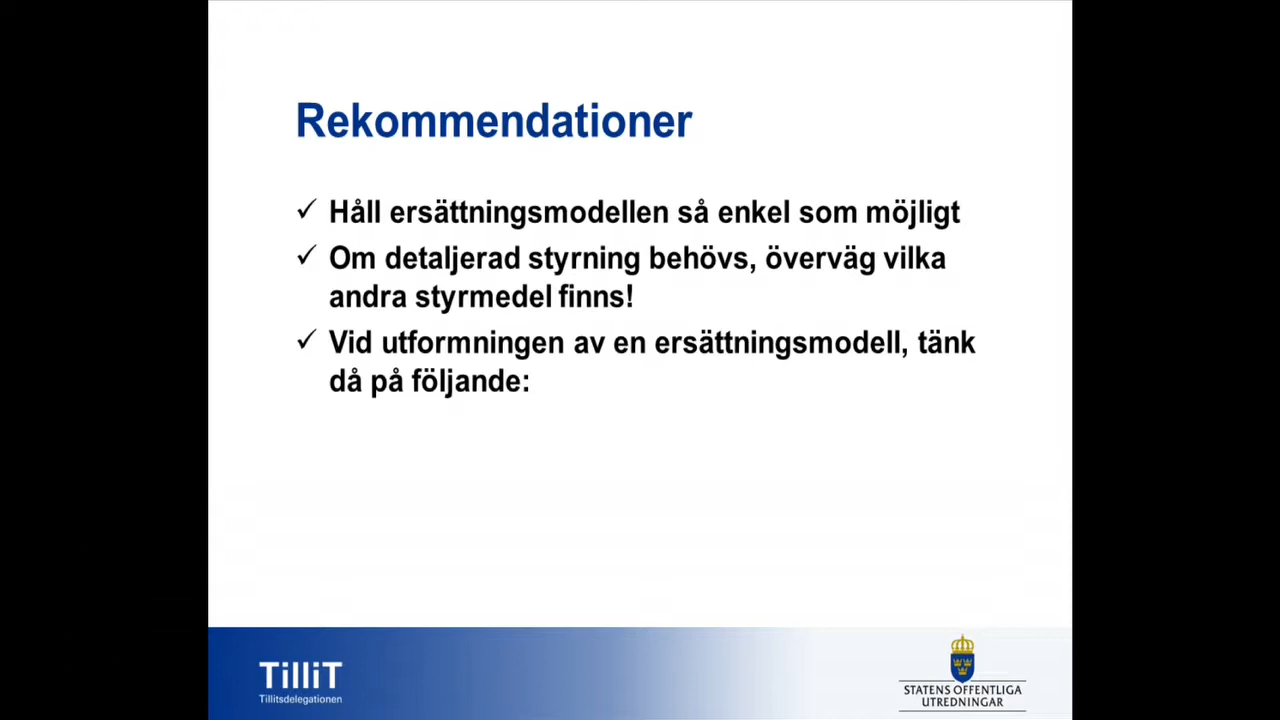 Rekommendationer
✓ Håll ersättningsmodellen så enkel som möjligt
✓ Om detaljerad styrning behövs, överväg vilka
andra styrmedel finns!
✓ Vid utformningen av en ersättningsmodell, tänk
då på följande:
TilliT
Tillitsdelegationen
STATENS OFFENTLIGA
UTREDNINGAR